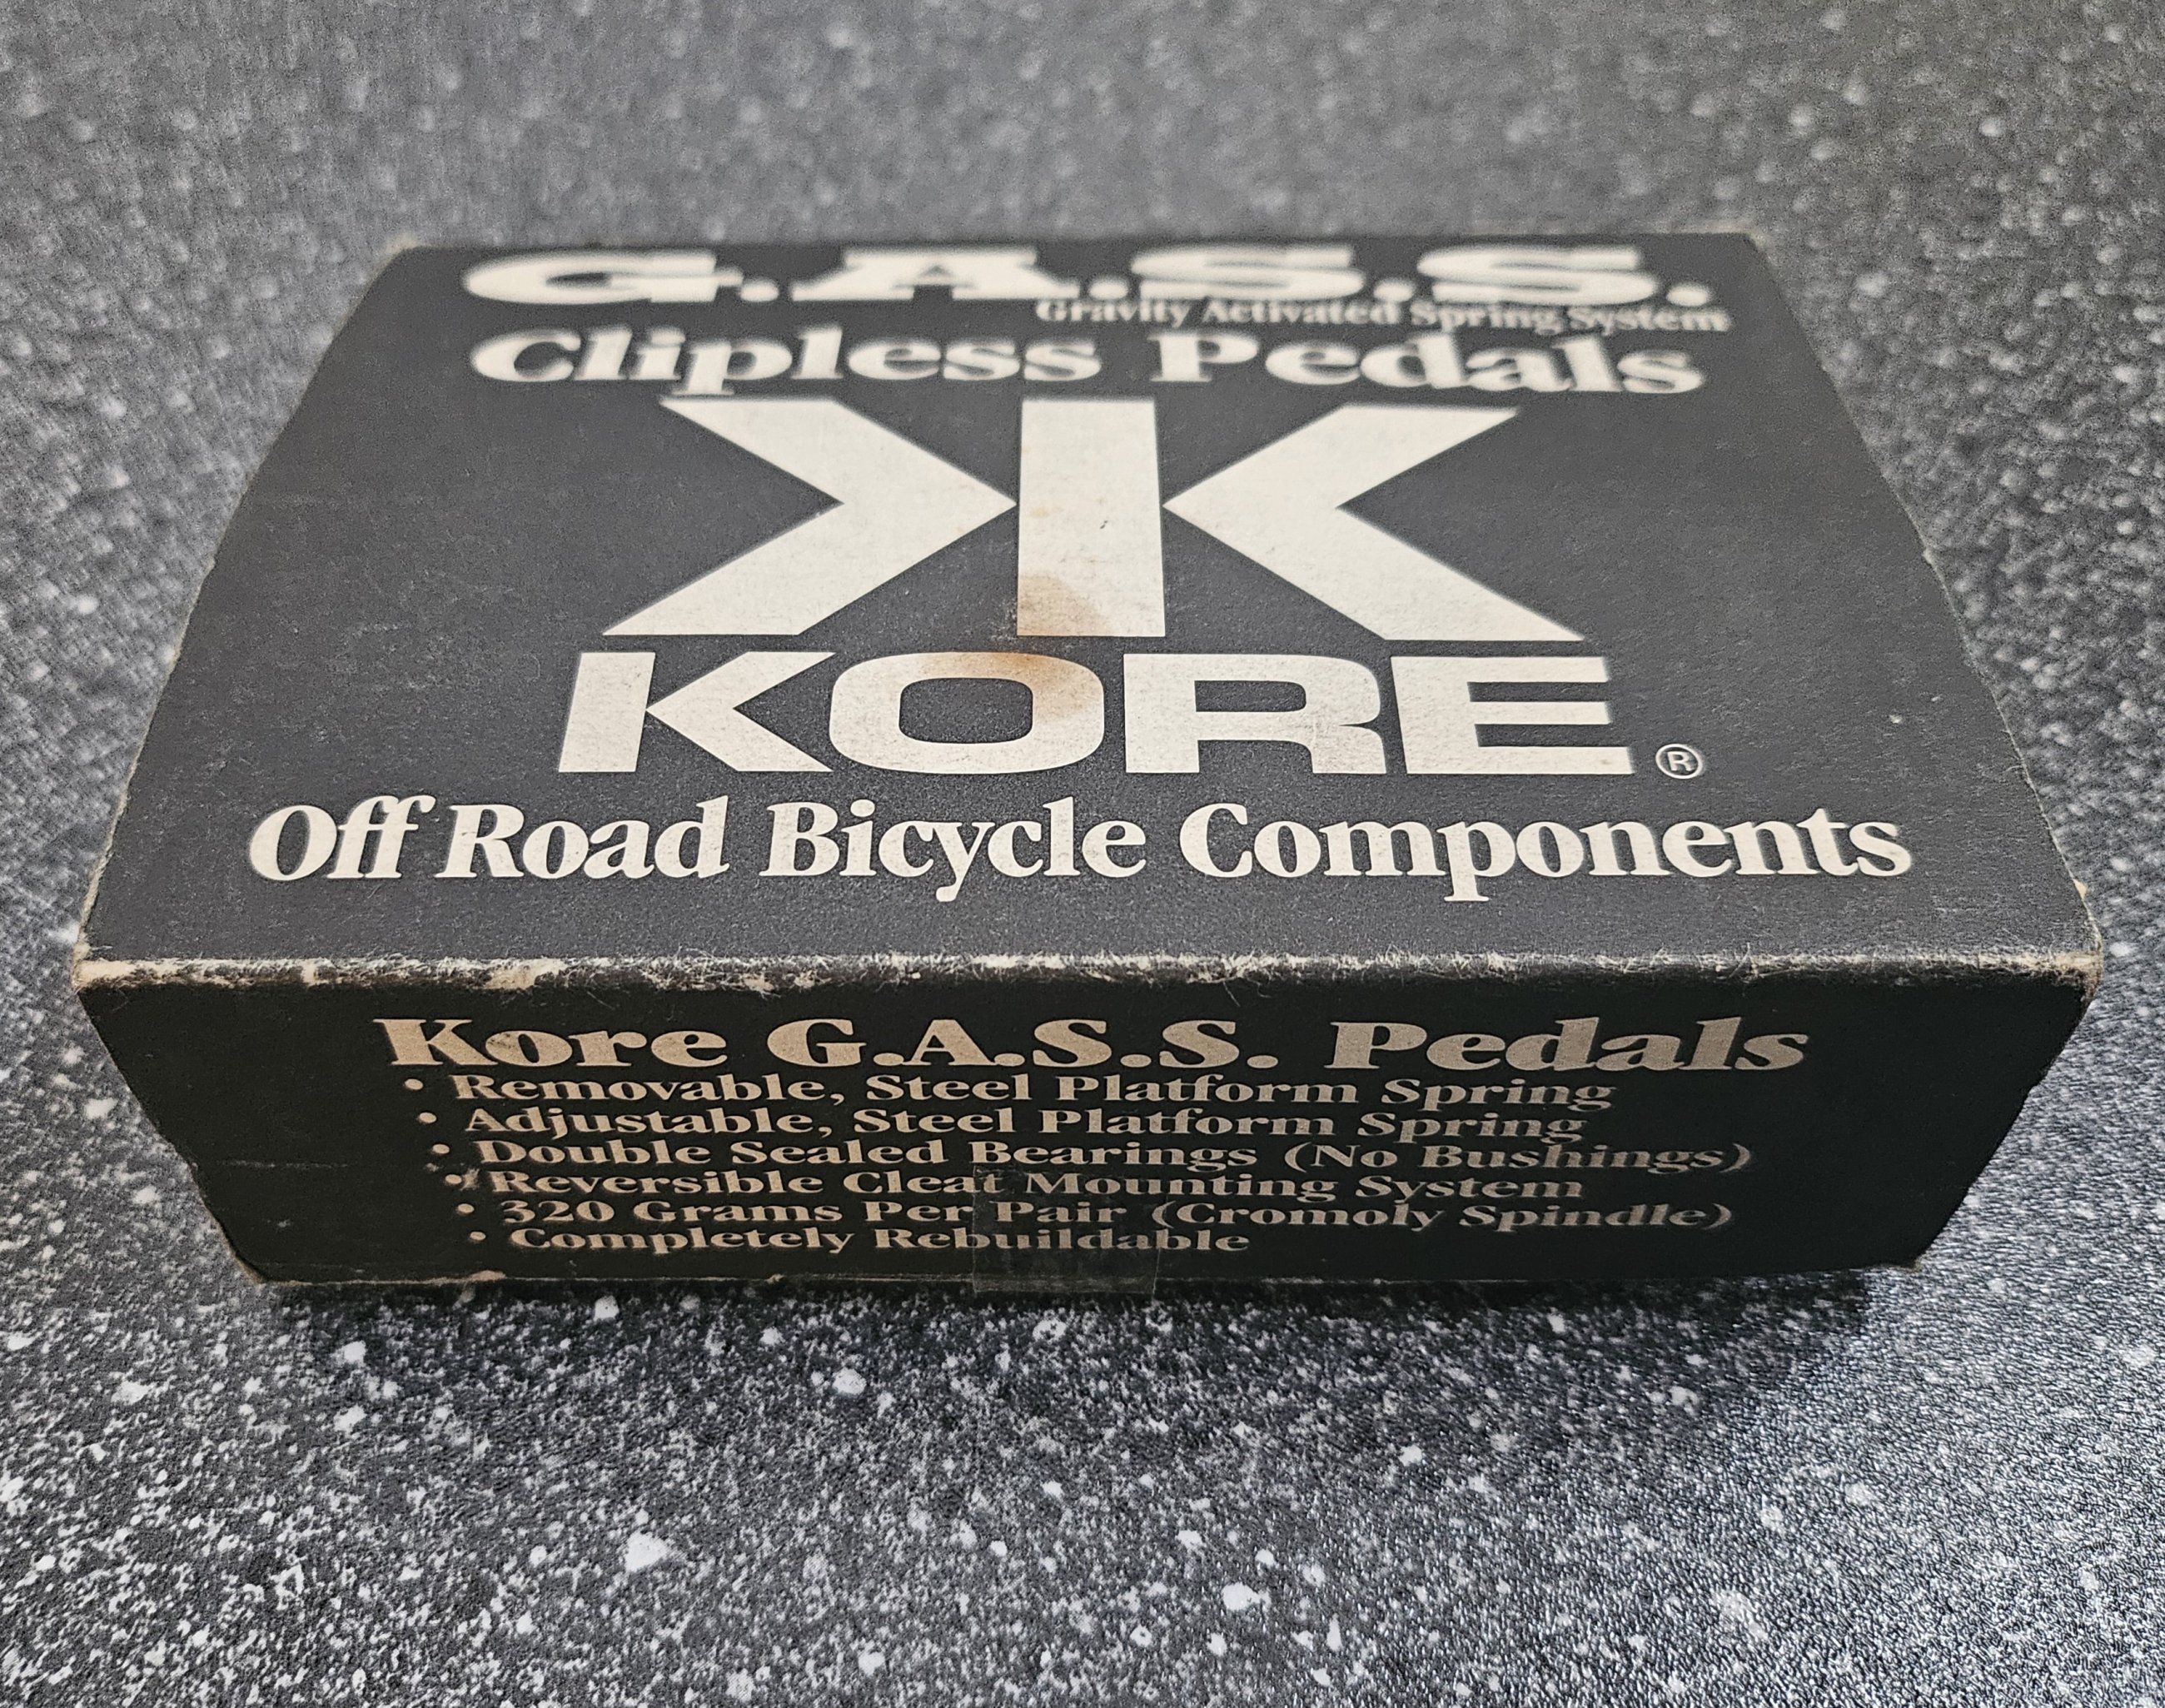 G.A.S.S.
Gravity Activated Spring System
Clipless Pedals
KORE ®
Off Road Bicycle Components
Kore G.A.S.S. Pedals
• Removable, Steel Platform Spring
• Adjustable, Steel Platform Spring
• Double Sealed Bearings (No Bushings)
• Reversible Cleat Mounting System
• 320 Grams Per Pair (Cromoly Spindle)
• Completely Rebuildable